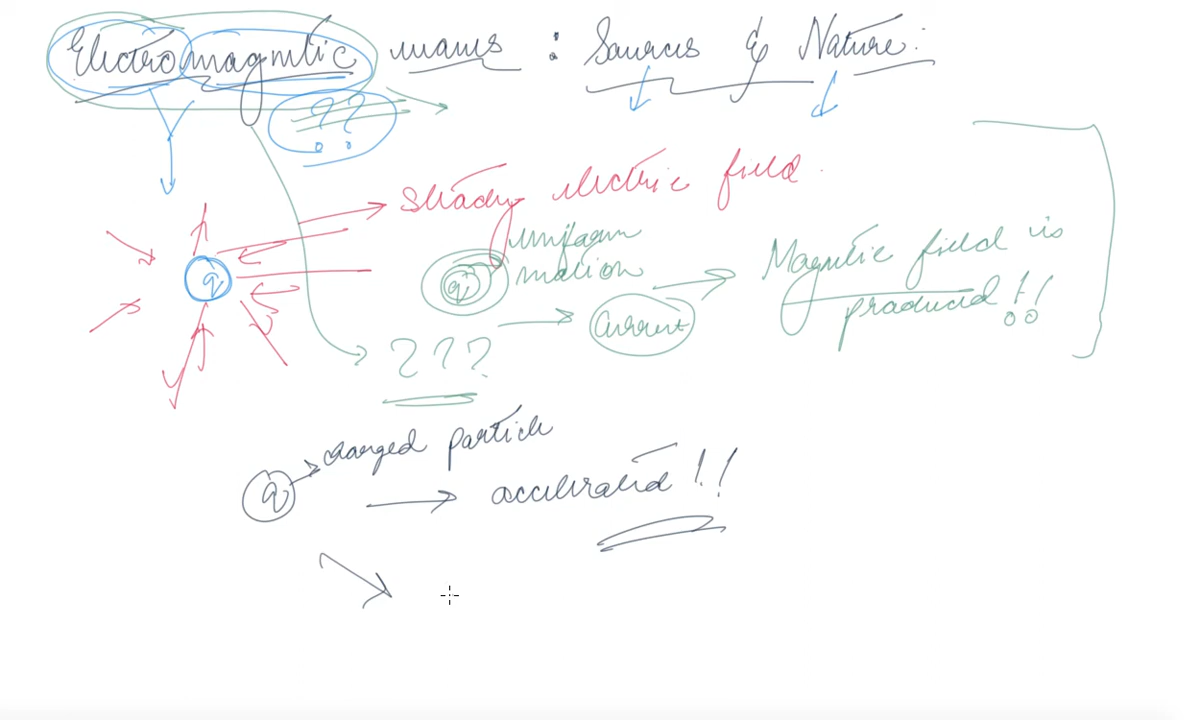 Electromagnetic waves : Sources & Nature:
??
Steady electric field.
q
q
uniform motion
Current
Magnetic field is produced !!
???
q
charged particle
accelerated !!